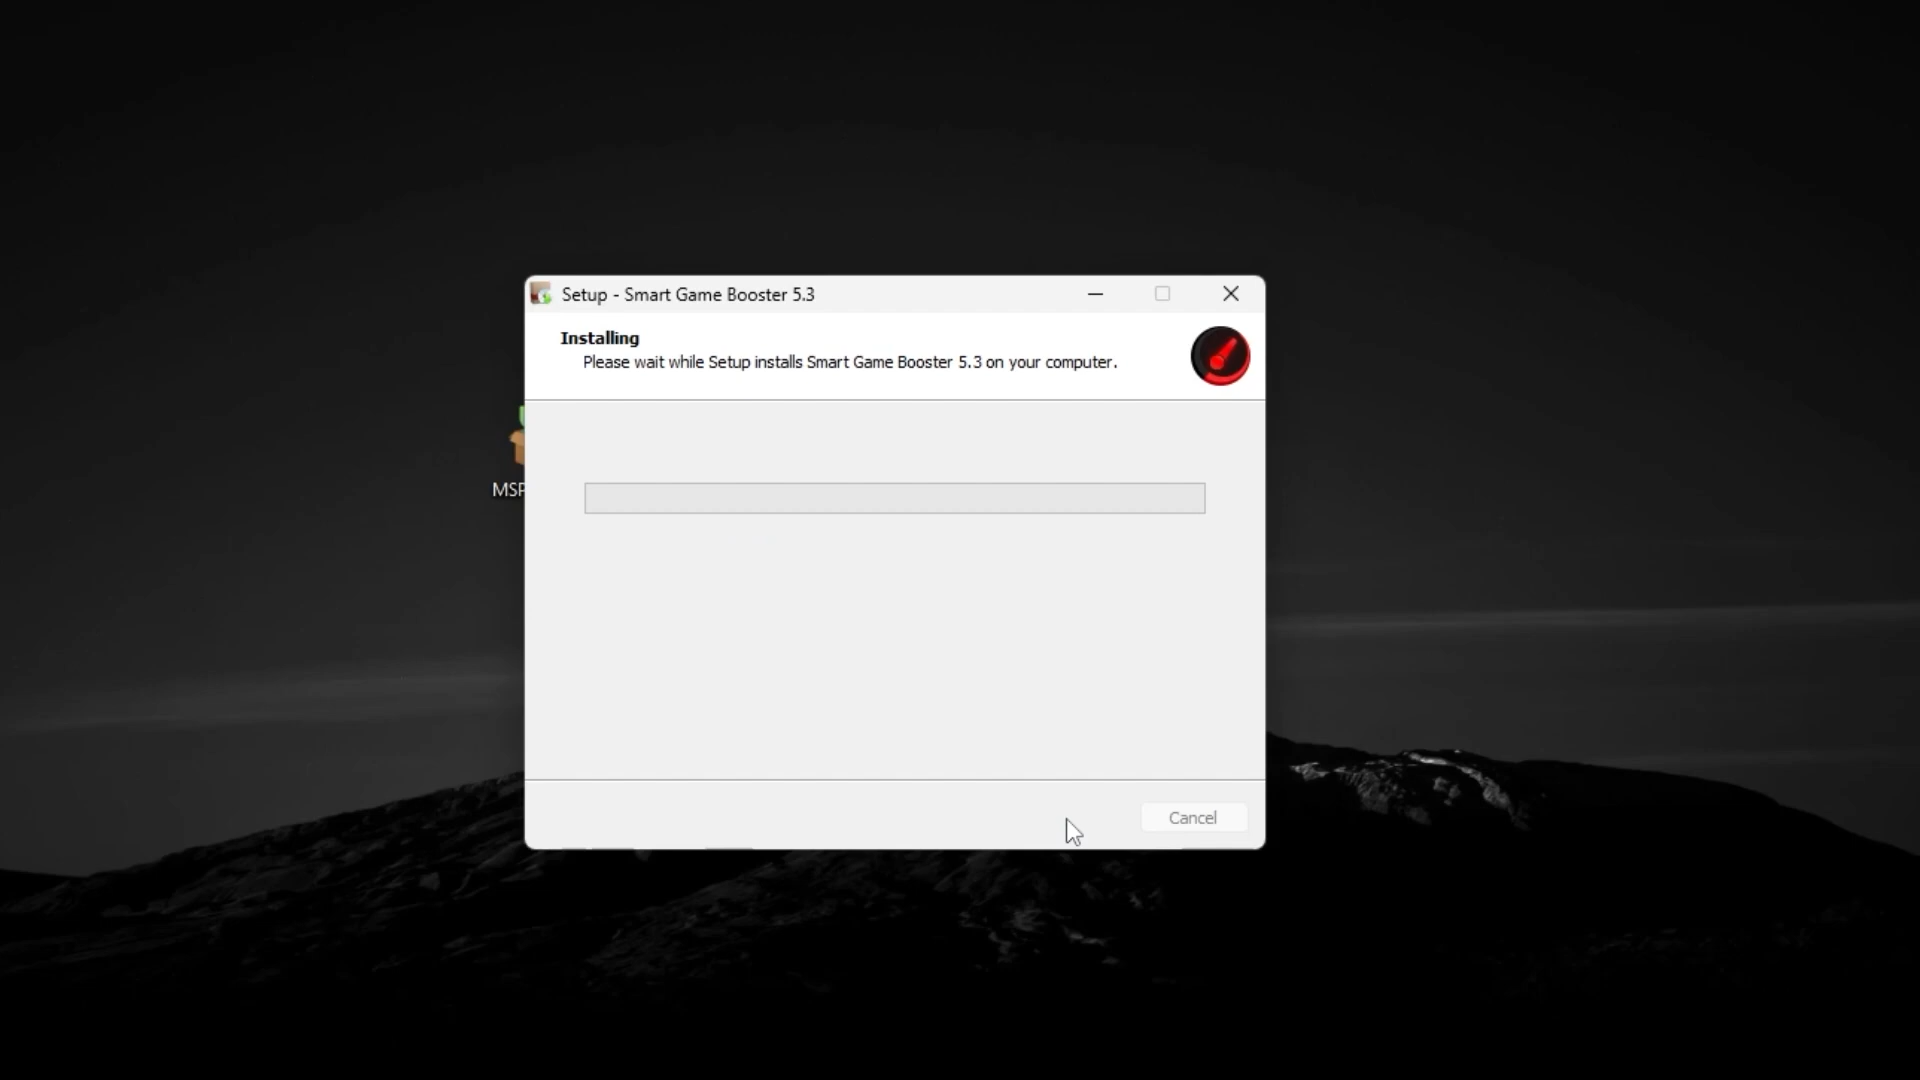 Setup - Smart Game Booster 5.3
Installing
Please wait while Setup installs Smart Game Booster 5.3 on your computer.
MSP
Cancel